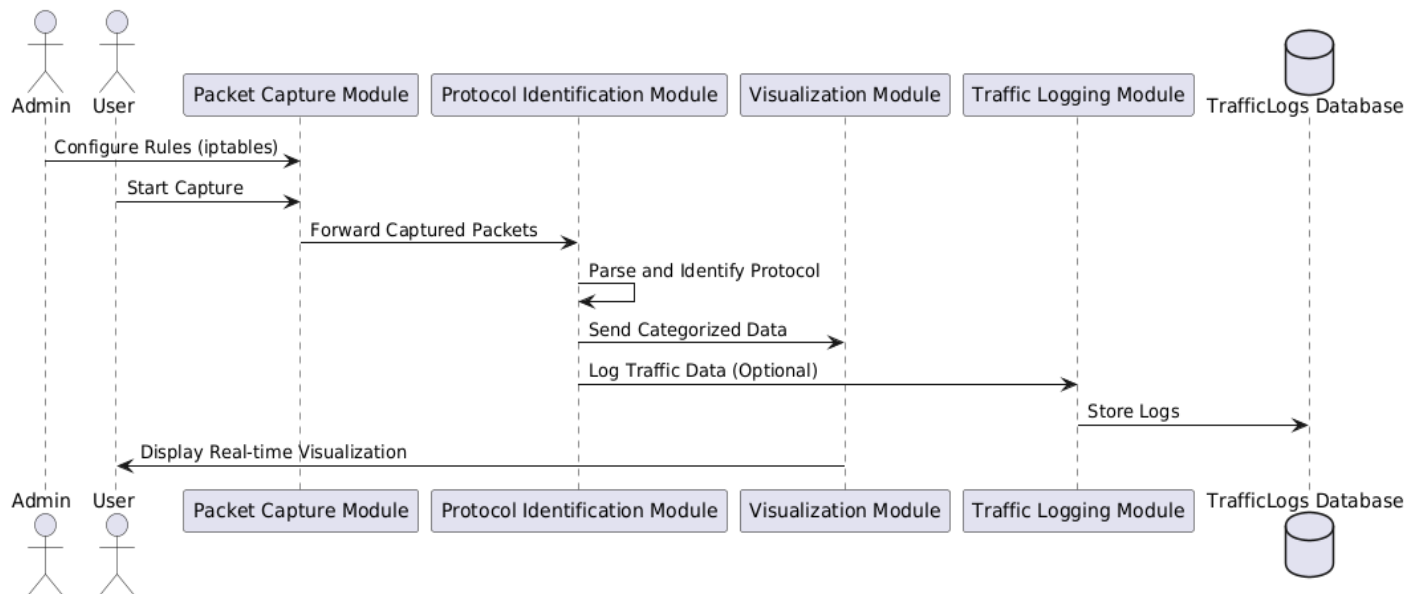 Admin
User
Packet Capture Module
Protocol Identification Module
Visualization Module
Traffic Logging Module
TrafficLogs Database
Configure Rules (iptables)
Start Capture
Forward Captured Packets
Parse and Identify Protocol
Send Categorized Data
Log Traffic Data (Optional)
Store Logs
Display Real-time Visualization
Admin
User
Packet Capture Module
Protocol Identification Module
Visualization Module
Traffic Logging Module
TrafficLogs Database